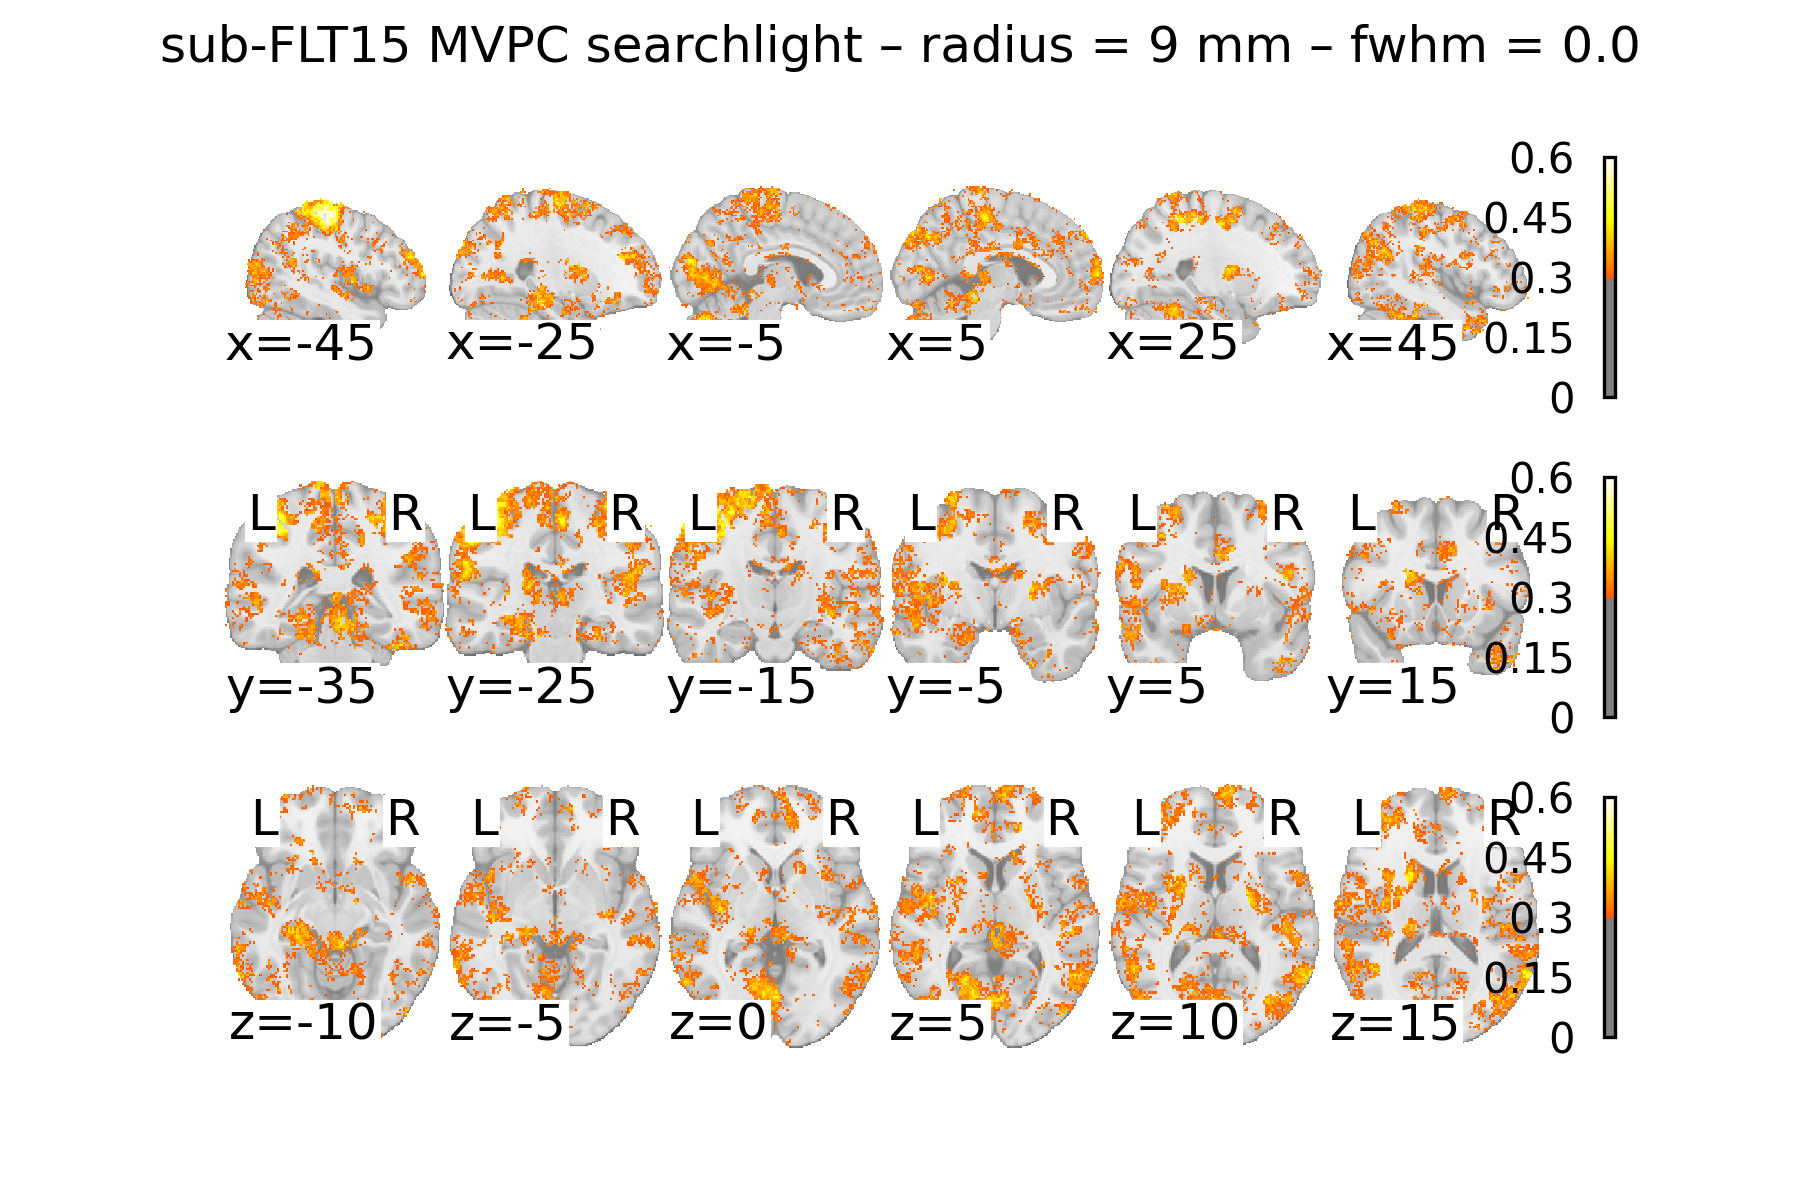 sub-FLT15 MVPC searchlight – radius = 9 mm – fwhm = 0.0
0.6
0.45
0.3
0.15
0
x=-45 x=-25 x=-5 x=5 x=25 x=45
0.6
L R L R L R L R L R L R
0.45
0.3
0.15
0
y=-35 y=-25 y=-15 y=-5 y=5 y=15
0.6
L R L R L R L R L R L R
0.45
0.3
0.15
0
z=-10 z=-5 z=0 z=5 z=10 z=15